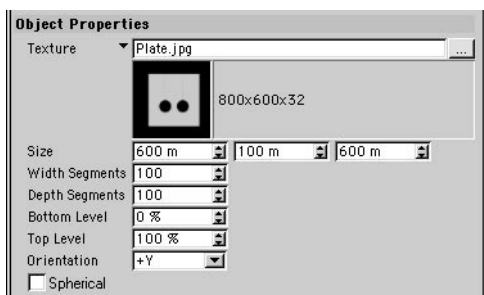 Object Properties
Texture Plate.jpg ...
800x600x32
Size 600 m 100 m 600 m
Width Segments 100
Depth Segments 100
Bottom Level 0 %
Top Level 100 %
Orientation +Y
Spherical